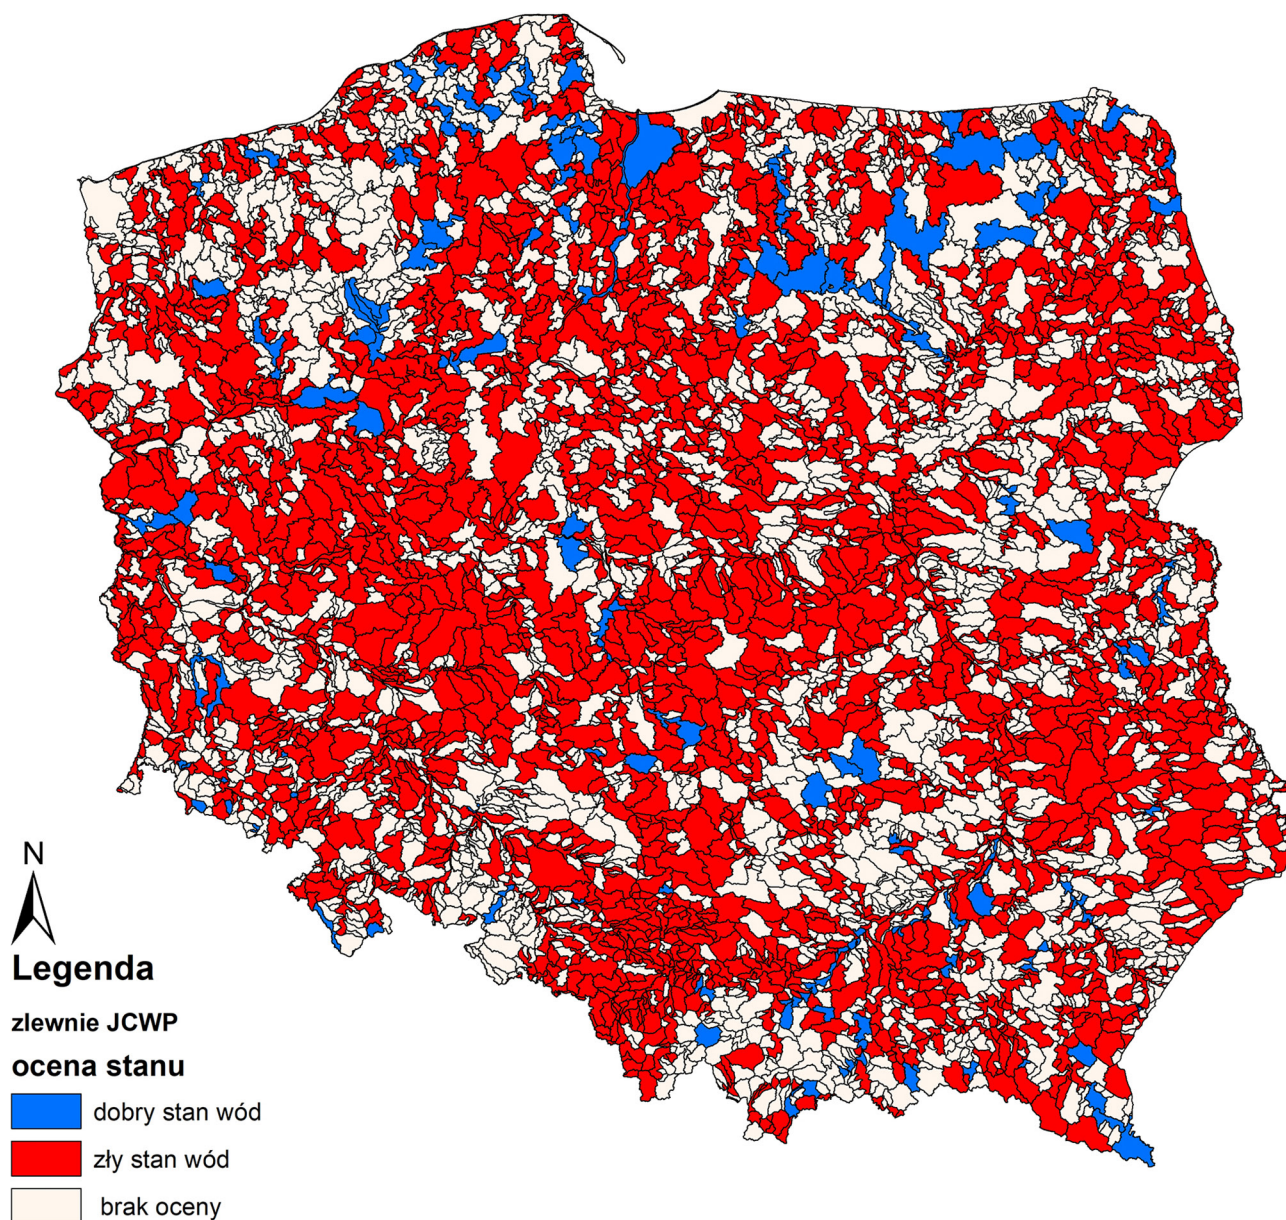 N
Legenda
zlewnie JCWP
ocena stanu
dobry stan wód
zły stan wód
brak oceny